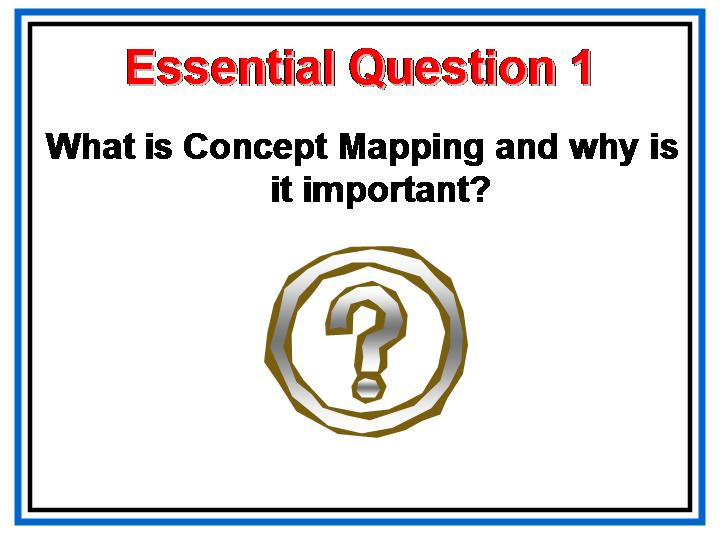 Essential Question 1
What is Concept Mapping and why is
it important?
?